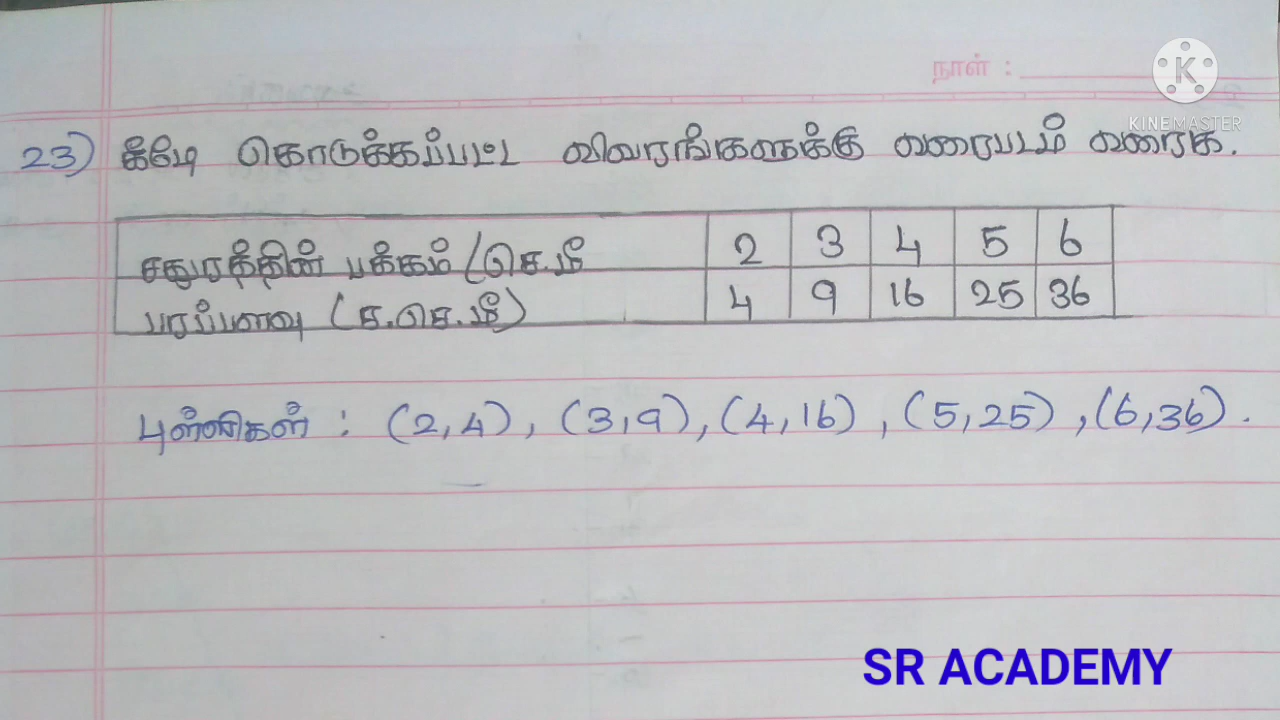 நாள் :
KINEMASTER
23) கீழே கொடுக்கப்பட்ட விவரங்களுக்கு வரைபடம் வரைக.
சதுரத்தின் பக்கம் (செ.மீ 2 3 4 5 6
பரப்பளவு (ச.செ.மீ) 4 9 16 25 36
புள்ளிகள் : (2,4), (3,9), (4,16), (5,25), (6,36).
SR ACADEMY